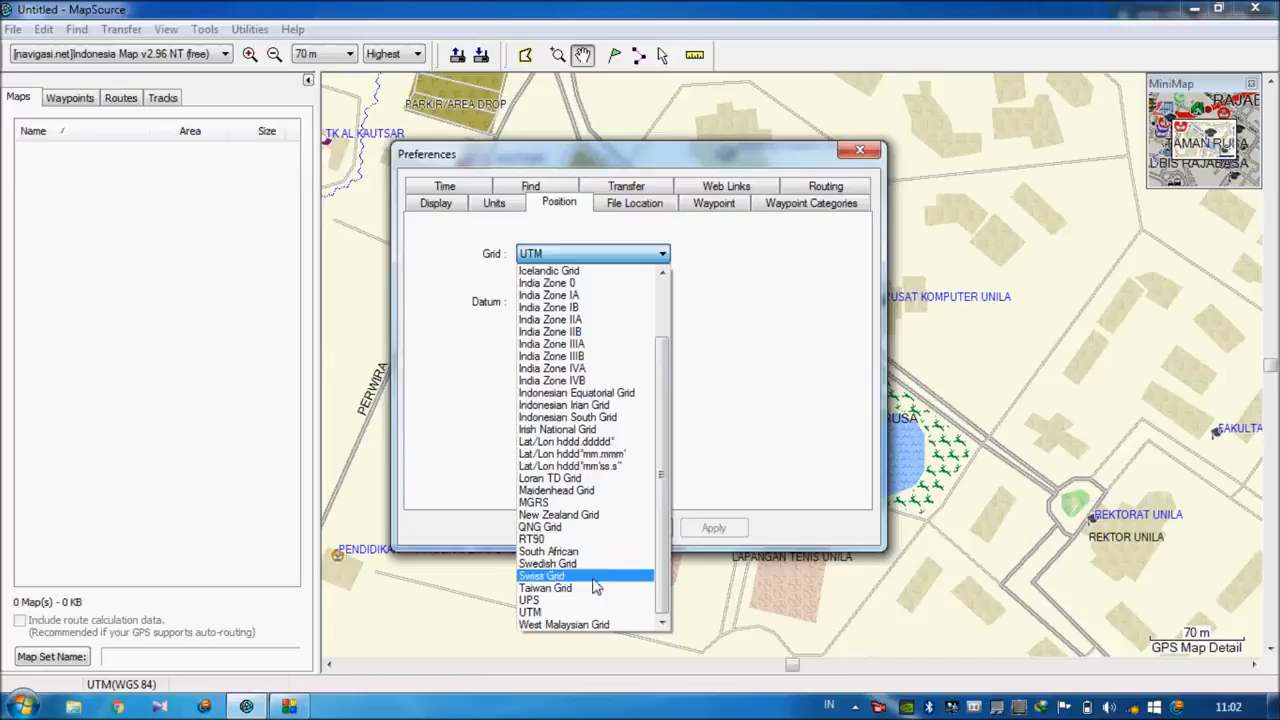 Untitled - MapSource
File Edit Find Transfer View Tools Utilities Help
[navigasi.net]Indonesia Map v2.96 NT (free) 70 m Highest
Maps Waypoints Routes Tracks
Name / Area Size
TK AL KAUTSAR
PARKIR/AREA DROP
MiniMap
RAJAB
TAMAN RUSA
L BIS RAJABASA
Preferences
Time Find Transfer Web Links Routing
Display Units Position File Location Waypoint Waypoint Categories
Grid : UTM
Datum :
Icelandic Grid
India Zone 0
India Zone IA
India Zone IB
India Zone IIA
India Zone IIB
India Zone IIIA
India Zone IIIB
India Zone IVA
India Zone IVB
Indonesian Equatorial Grid
Indonesian Irian Grid
Indonesian South Grid
Irish National Grid
Lat/Lon hddd.ddddd°
Lat/Lon hddd°mm.mmm'
Lat/Lon hddd°mm'ss.s"
Loran TD Grid
Maidenhead Grid
MGRS
New Zealand Grid
QNG Grid
RT90
South African
Swedish Grid
Swiss Grid
Taiwan Grid
UPS
UTM
West Malaysian Grid
Apply
PERWIRA
PUSAT KOMPUTER UNILA
RUSA
FAKULTA
REKTORAT UNILA
REKTOR UNILA
PENDIDIKA
LAPANGAN TENIS UNILA
0 Map(s) - 0 KB
Include route calculation data.
(Recommended if your GPS supports auto-routing)
Map Set Name:
70 m
GPS Map Detail
UTM(WGS 84)
IN 11:02